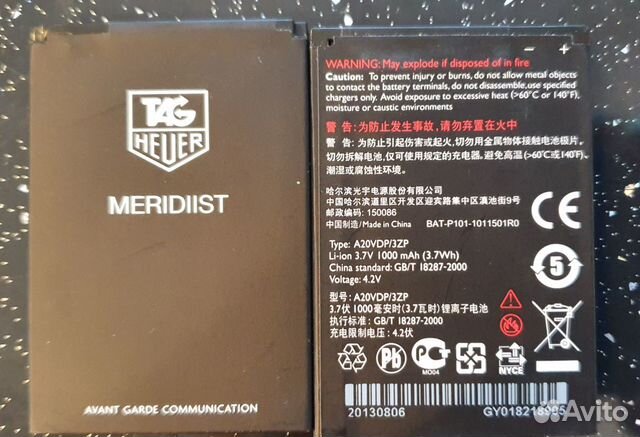 TAG
HEUER
MERIDIIST
AVANT GARDE COMMUNICATION
WARNING: May explode if disposed of in fire
Caution: To prevent injury or burns, do not allow metal objects
to contact the battery terminals, do not disassemble, use specified
chargers only. Avoid exposure to excessive heat (>60°C or 140°F),
moisture or caustic environments
警 告: 为防止发生事故, 请勿弃置在火中
警 告: 为防止引起伤害或起火, 请勿用金属物体接触电池极片,
切勿拆解电池, 仅可使用规定的充电器, 避免高温(>60℃或140℉)、
潮湿或腐蚀性环境
哈尔滨光宇电源股份有限公司
中国哈尔滨道里区开发区迎宾路集中区滇池街9号
邮政编码: 150086
中国制造/Made in China BAT-P101-1011501R0
Type: A20VDP/3ZP
Li-ion 3.7V 1000 mAh (3.7Wh)
China standard: GB/T 18287-2000
Voltage: 4.2V
5
型号: A20VDP/3ZP
3.7伏1000毫安时(3.7瓦时)锂离子电池
执行标准: GB/T 18287-2000
充电限制电压: 4.2伏
MO04
NYCE
20130806
Avito